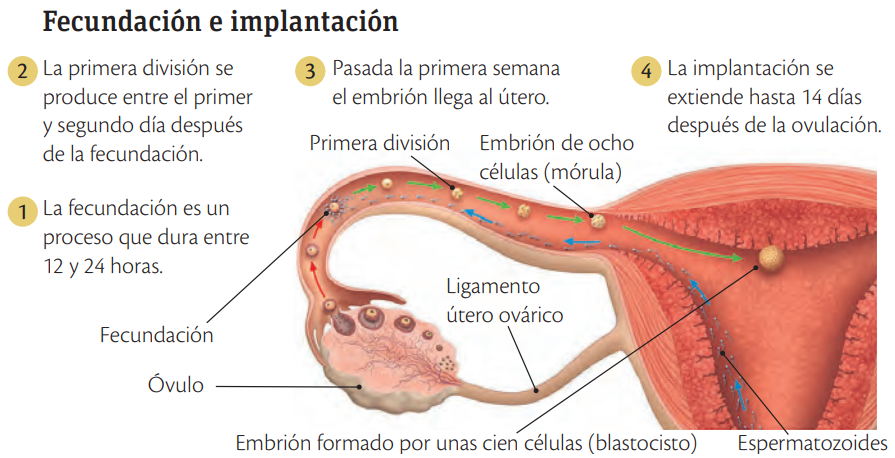 Fecundación e implantación
2 La primera división se
produce entre el primer
y segundo día después
de la fecundación.
3 Pasada la primera semana
el embrión llega al útero.
4 La implantación se
extiende hasta 14 días
después de la ovulación.
Primera división
Embrión de ocho
células (mórula)
1 La fecundación es un
proceso que dura entre
12 y 24 horas.
Ligamento
útero ovárico
Fecundación
Óvulo
Embrión formado por unas cien células (blastocisto)
Espermatozoides